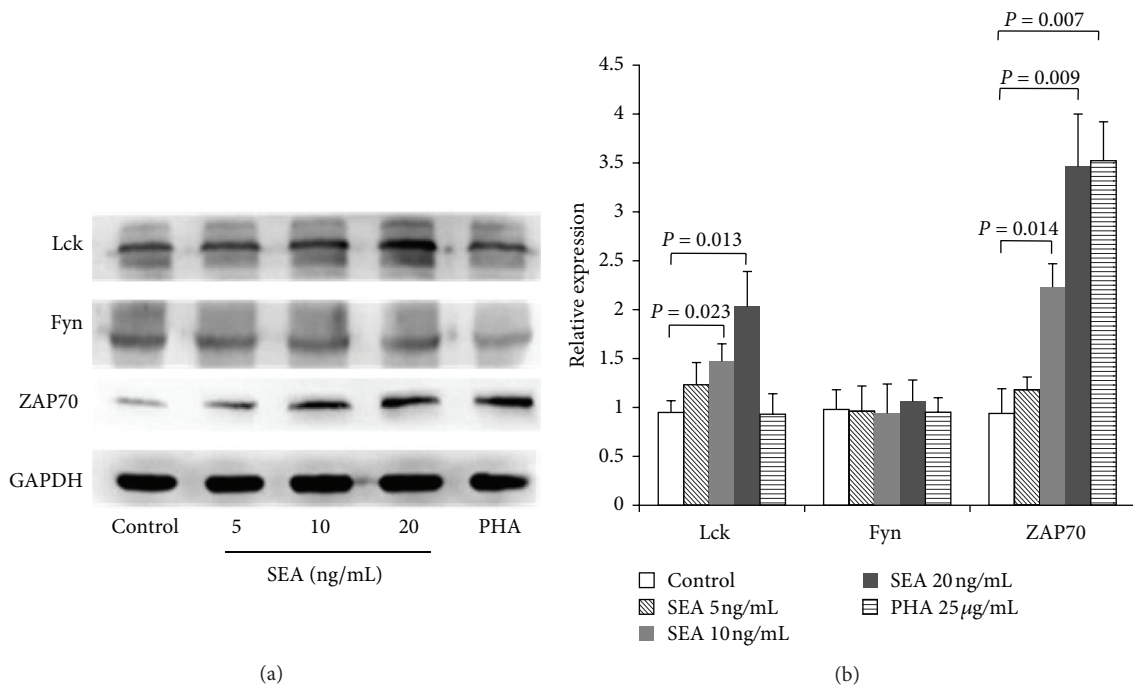 Lck
Fyn
ZAP70
GAPDH
Control 5 10 20 PHA
SEA (ng/mL)
(a)
P = 0.007
P = 0.009
P = 0.014
P = 0.013
P = 0.023
Relative expression
4.5
4
3.5
3
2.5
2
1.5
1
0.5
0
Lck Fyn ZAP70
Control
SEA 5 ng/mL
SEA 10 ng/mL
SEA 20 ng/mL
PHA 25 μg/mL
(b)